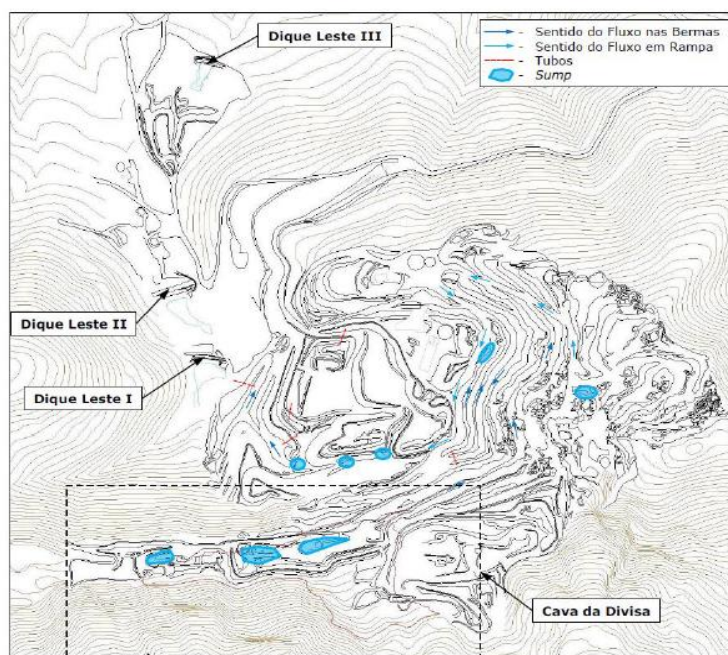 Dique Leste III
- Sentido do Fluxo nas Bermas
- Sentido do Fluxo em Rampa
- Tubos
- Sump
Dique Leste II
Dique Leste I
Cava da Divisa